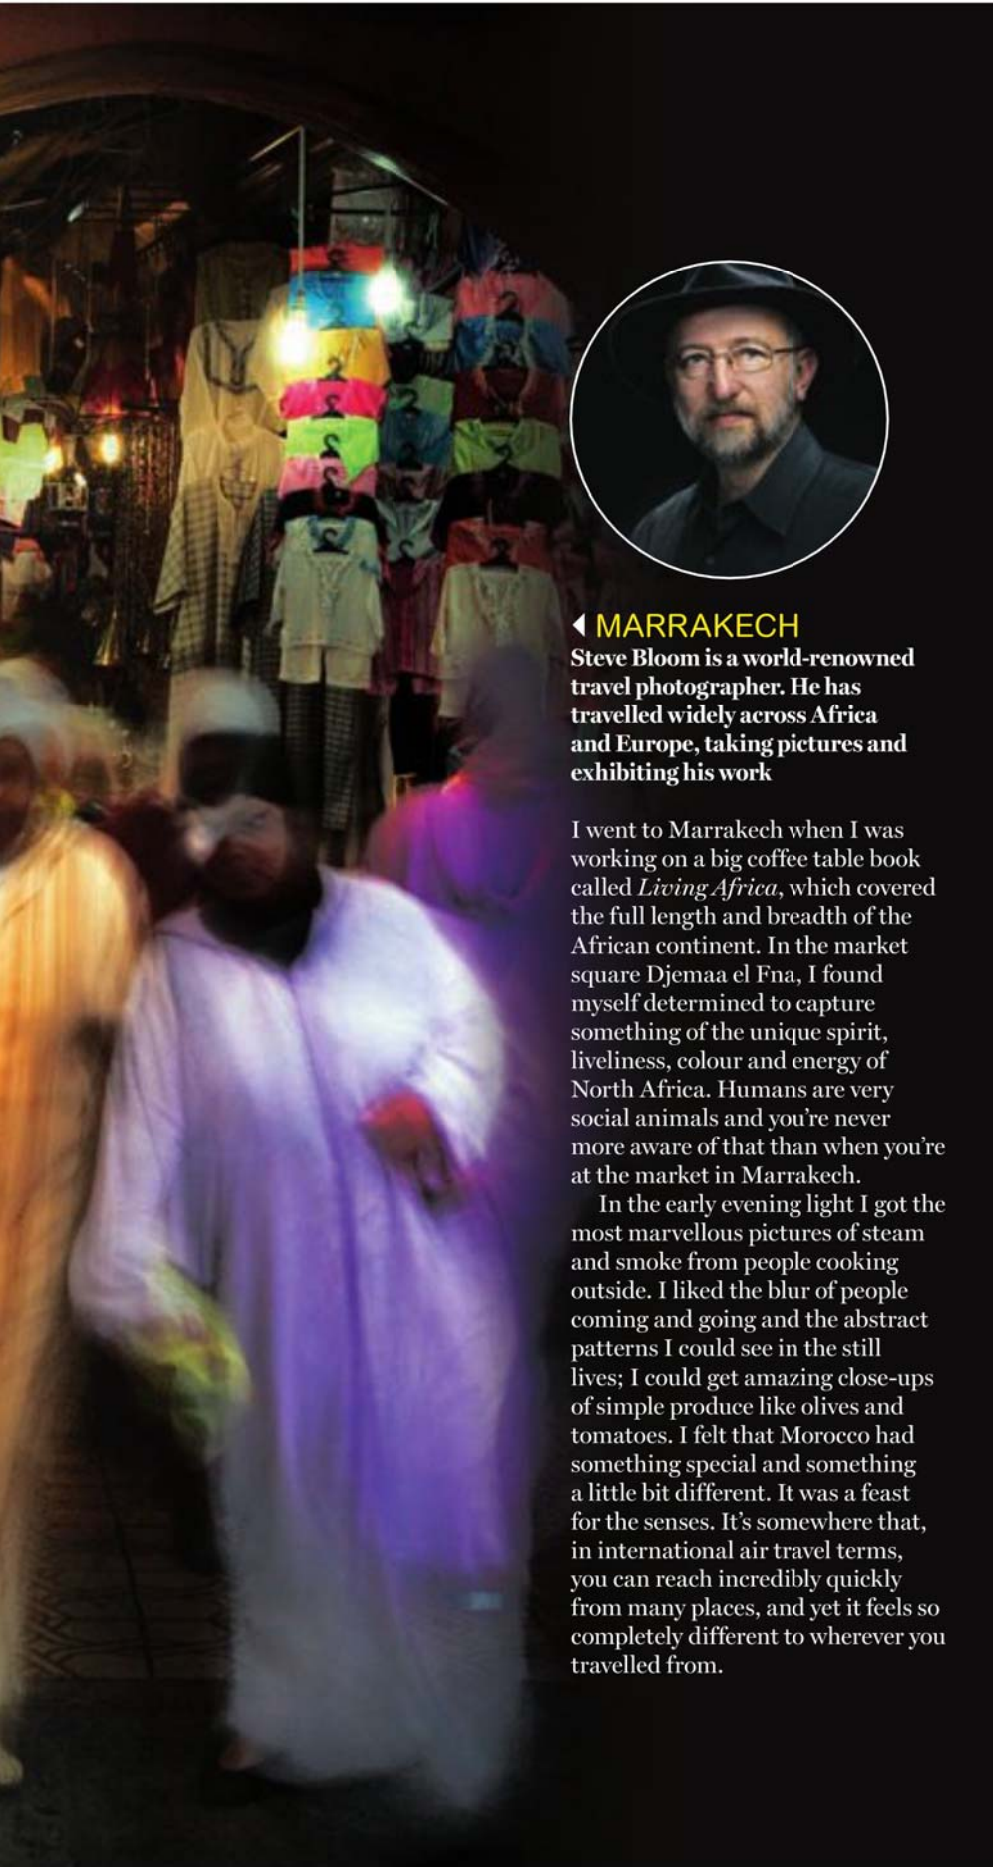 MARRAKECH
Steve Bloom is a world-renowned
travel photographer. He has
travelled widely across Africa
and Europe, taking pictures and
exhibiting his work
I went to Marrakech when I was
working on a big coffee table book
called Living Africa, which covered
the full length and breadth of the
African continent. In the market
square Djemaa el Fna, I found
myself determined to capture
something of the unique spirit,
liveliness, colour and energy of
North Africa. Humans are very
social animals and you're never
more aware of that than when you're
at the market in Marrakech.
In the early evening light I got the
most marvellous pictures of steam
and smoke from people cooking
outside. I liked the blur of people
coming and going and the abstract
patterns I could see in the still
lives; I could get amazing close-ups
of simple produce like olives and
tomatoes. I felt that Morocco had
something special and something
a little bit different. It was a feast
for the senses. It's somewhere that,
in international air travel terms,
you can reach incredibly quickly
from many places, and yet it feels so
completely different to wherever you
travelled from.